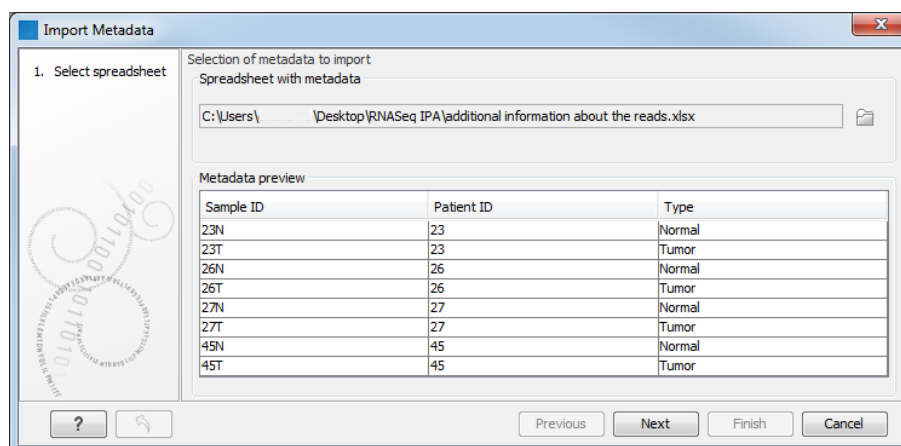 Import Metadata
1. Select spreadsheet
Selection of metadata to import
Spreadsheet with metadata
C:\Users\ \Desktop\RNASeq IPA\additional information about the reads.xlsx
Metadata preview
Sample ID Patient ID Type
23N 23 Normal
23T 23 Tumor
26N 26 Normal
26T 26 Tumor
27N 27 Normal
27T 27 Tumor
45N 45 Normal
45T 45 Tumor
? Previous Next Finish Cancel